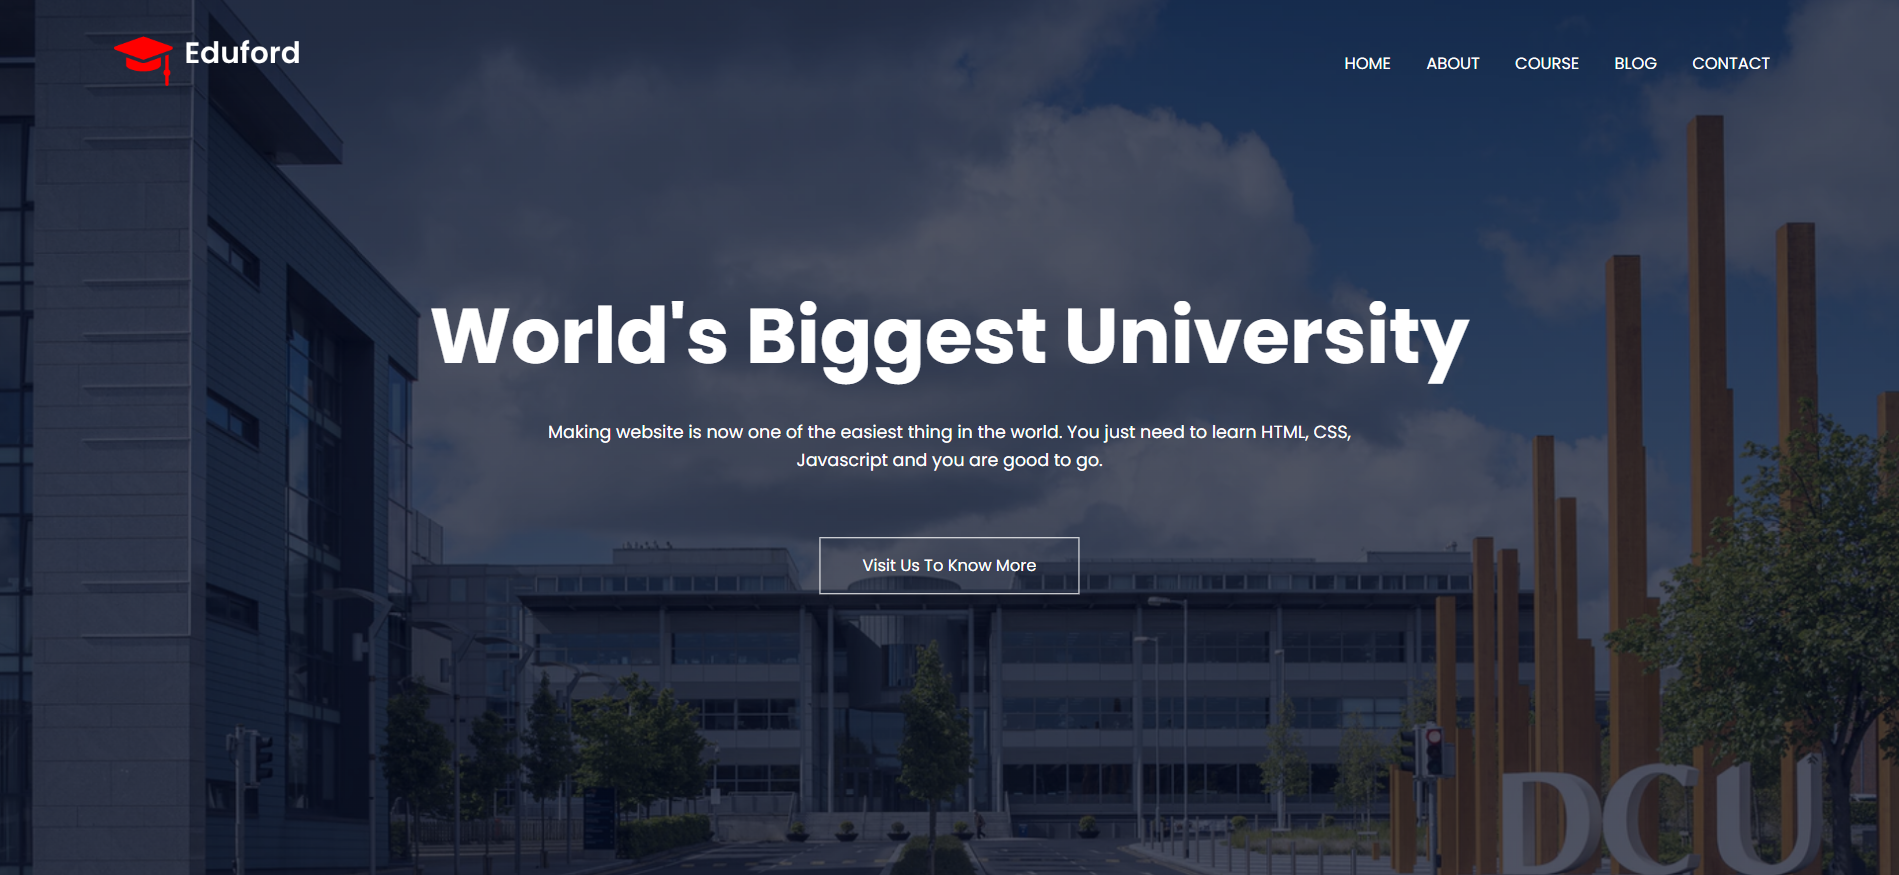 Eduford
HOME ABOUT COURSE BLOG CONTACT
World's Biggest University
Making website is now one of the easiest thing in the world. You just need to learn HTML, CSS,
Javascript and you are good to go.
Visit Us To Know More
DCU